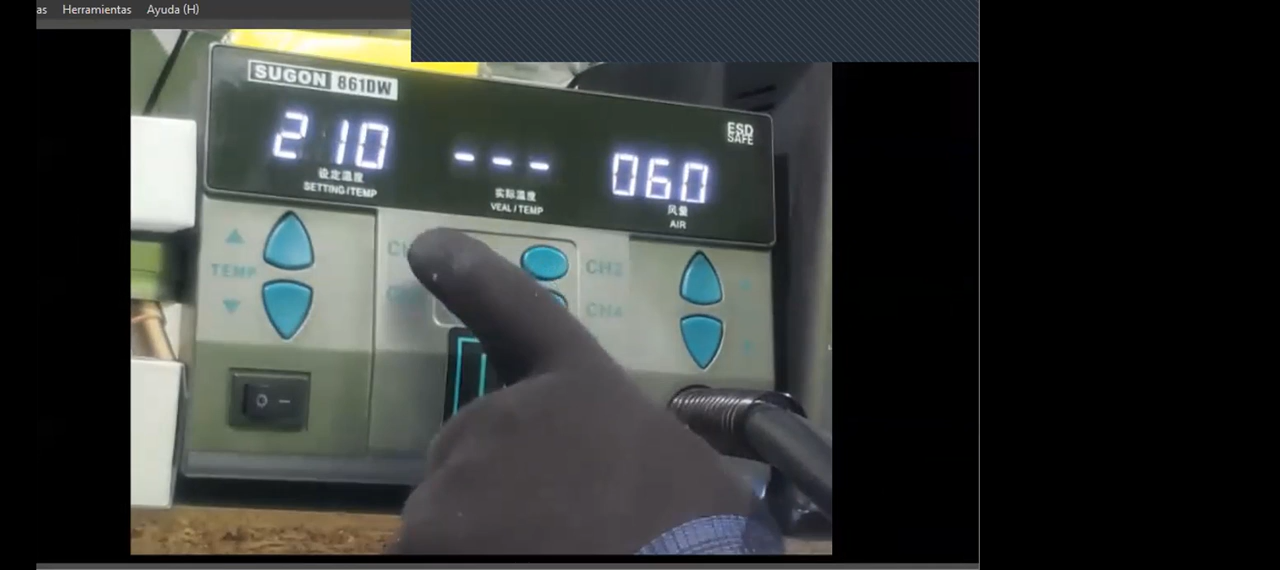 Herramientas Ayuda (H)
SUGON 861DW
ESD
SAFE
210 --- 060
设定温度
SETTING/TEMP
实际温度
VEAL/TEMP
风量
AIR
TEMP
CH2
CH4